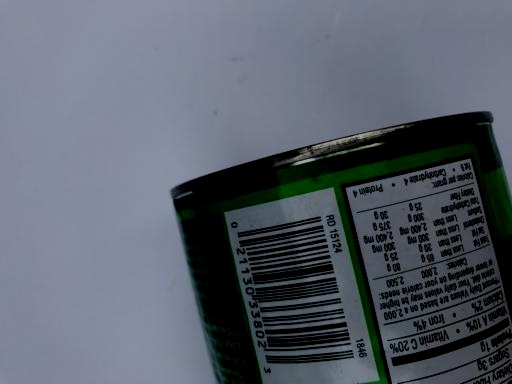 RD 15124
0 21130 33802 3
1846
Dietary Fiber
Sugars 3g
Protein 1g
Vitamin A 10% • Vitamin C 20%
Calcium 2% • Iron 4%
*Percent Daily Values are based on a 2,000
calorie diet. Your daily values may be higher or
lower depending on your calorie needs:
Calories 2,000 2,500
Total Fat Less than 65 g 80 g
Sat Fat Less than 20 g 25 g
Cholesterol Less than 300 mg 300 mg
Sodium Less than 2,400 mg 2,400 mg
Total Carbohydrate 300 g 375 g
Dietary Fiber 25 g 30 g
Calories per gram:
Fat 9 • Carbohydrate 4 • Protein 4